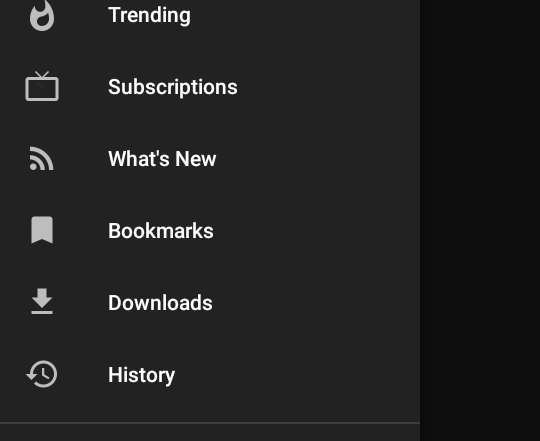 Trending
Subscriptions
What's New
Bookmarks
Downloads
History